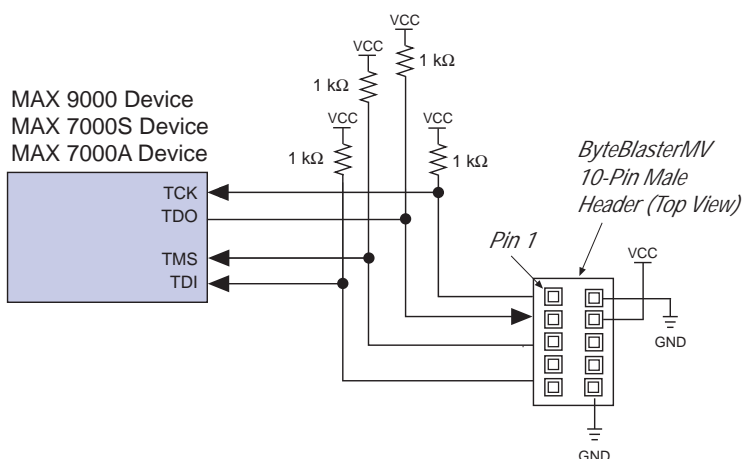 VCC
VCC
1 kΩ
1 kΩ
VCC
VCC
1 kΩ
1 kΩ
MAX 9000 Device
MAX 7000S Device
MAX 7000A Device
TCK
TDO
TMS
TDI
ByteBlasterMV
10-Pin Male
Header (Top View)
Pin 1
VCC
GND
GND